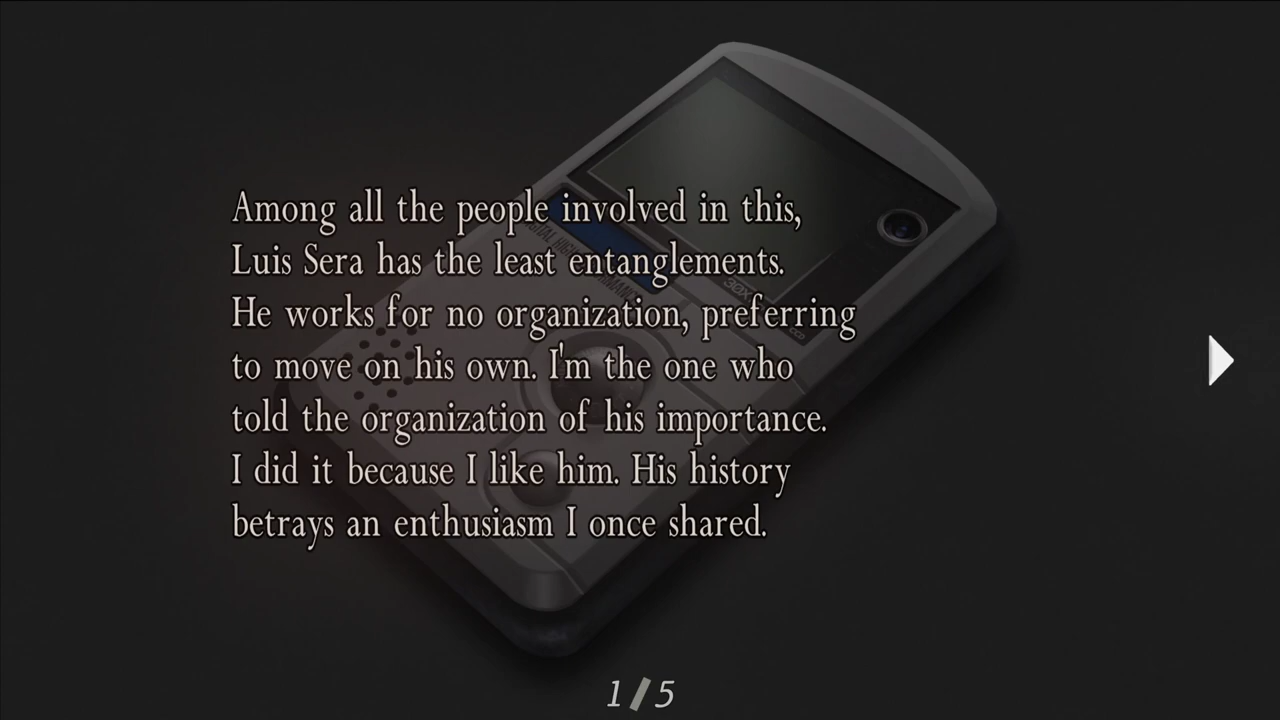 Among all the people involved in this,
Luis Sera has the least entanglements.
He works for no organization, preferring
to move on his own. I'm the one who
told the organization of his importance.
I did it because I like him. His history
betrays an enthusiasm I once shared.
30X
1/5